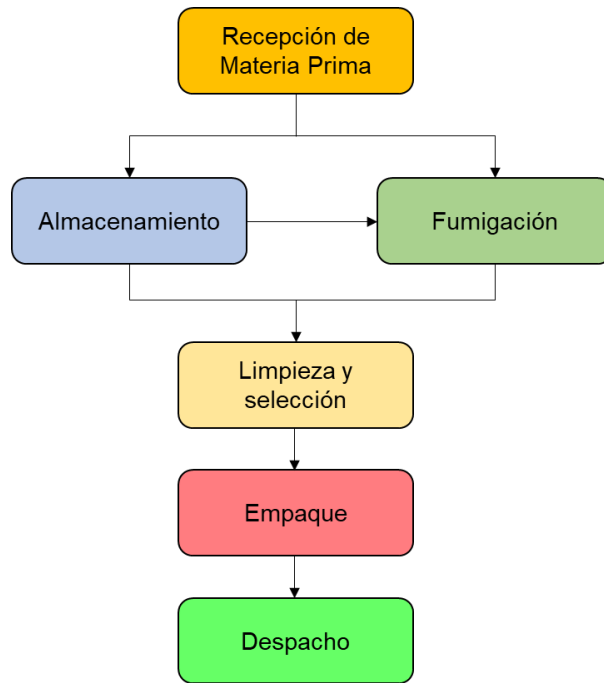 Recepción de
Materia Prima
Almacenamiento
Fumigación
Limpieza y
selección
Empaque
Despacho